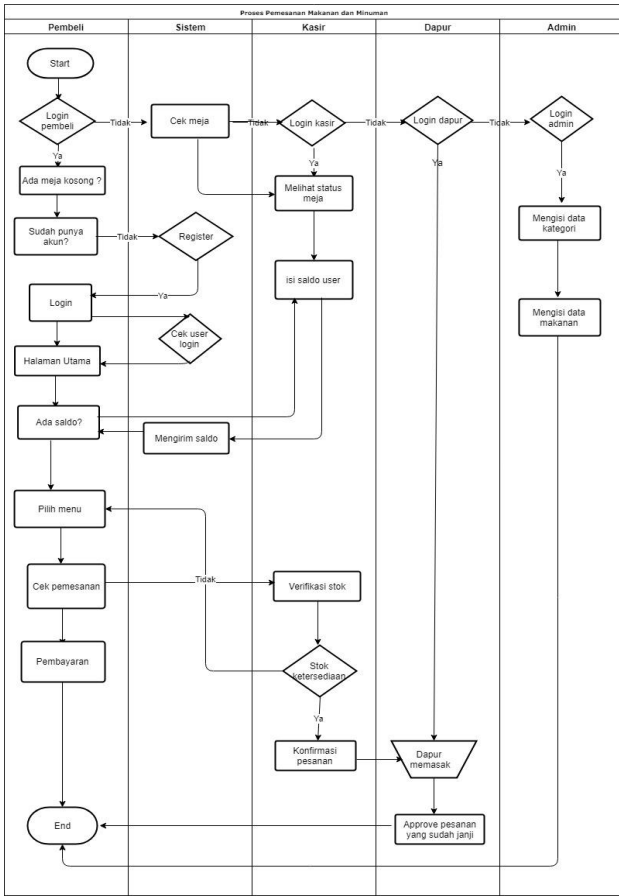 Proses Pemesanan Makanan dan Minuman
Pembeli
Sistem
Kasir
Dapur
Admin
Start
Login
pembeli
Tidak
Cek meja
Tidak
Login kasir
Tidak
Login dapur
Tidak
Login
admin
Ya
Ya
Ya
Ya
Ada meja kosong ?
Melihat status
meja
Mengisi data
kategori
Sudah punya
akun?
Tidak
Register
isi saldo user
Ya
Login
Mengisi data
makanan
Cek user
login
Halaman Utama
Ada saldo?
Mengirim saldo
Pilih menu
Cek pemesanan
Tidak
Verifikasi stok
Pembayaran
Stok
ketersediaan
Ya
Konfirmasi
pesanan
Dapur
memasak
End
Approve pesanan
yang sudah janji